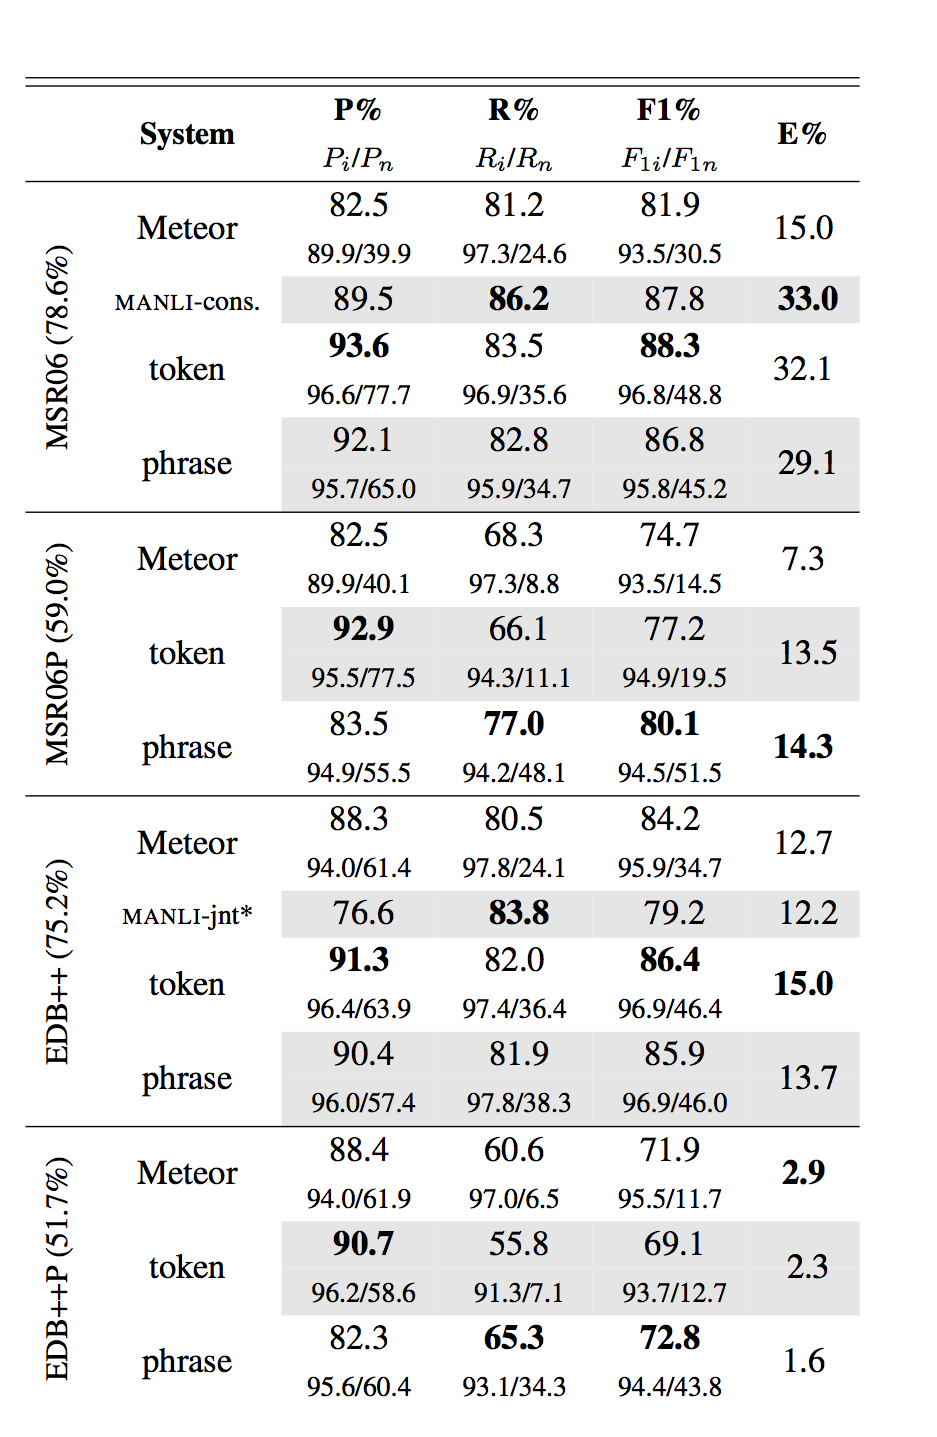 System P% R% F1% E%
Pi/Pn Ri/Rn F1i/F1n
MSR06 (78.6%)
Meteor 82.5 81.2 81.9 15.0
89.9/39.9 97.3/24.6 93.5/30.5
MANLI-cons. 89.5 86.2 87.8 33.0
token 93.6 83.5 88.3 32.1
96.6/77.7 96.9/35.6 96.8/48.8
phrase 92.1 82.8 86.8 29.1
95.7/65.0 95.9/34.7 95.8/45.2
MSR06P (59.0%)
Meteor 82.5 68.3 74.7 7.3
89.9/40.1 97.3/8.8 93.5/14.5
token 92.9 66.1 77.2 13.5
95.5/77.5 94.3/11.1 94.9/19.5
phrase 83.5 77.0 80.1 14.3
94.9/55.5 94.2/48.1 94.5/51.5
EDB++ (75.2%)
Meteor 88.3 80.5 84.2 12.7
94.0/61.4 97.8/24.1 95.9/34.7
MANLI-jnt* 76.6 83.8 79.2 12.2
token 91.3 82.0 86.4 15.0
96.4/63.9 97.4/36.4 96.9/46.4
phrase 90.4 81.9 85.9 13.7
96.0/57.4 97.8/38.3 96.9/46.0
EDB++P (51.7%)
Meteor 88.4 60.6 71.9 2.9
94.0/61.9 97.0/6.5 95.5/11.7
token 90.7 55.8 69.1 2.3
96.2/58.6 91.3/7.1 93.7/12.7
phrase 82.3 65.3 72.8 1.6
95.6/60.4 93.1/34.3 94.4/43.8